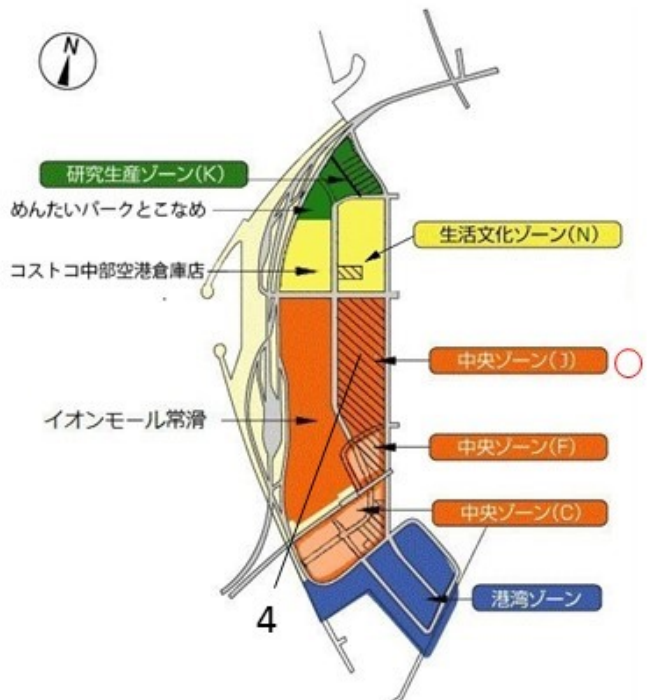 N
研究生産ゾーン(K)
めんたいパークとこなめ
生活文化ゾーン(N)
コストコ中部空港倉庫店
中央ゾーン(J)
イオンモール常滑
中央ゾーン(F)
中央ゾーン(C)
港湾ゾーン
4